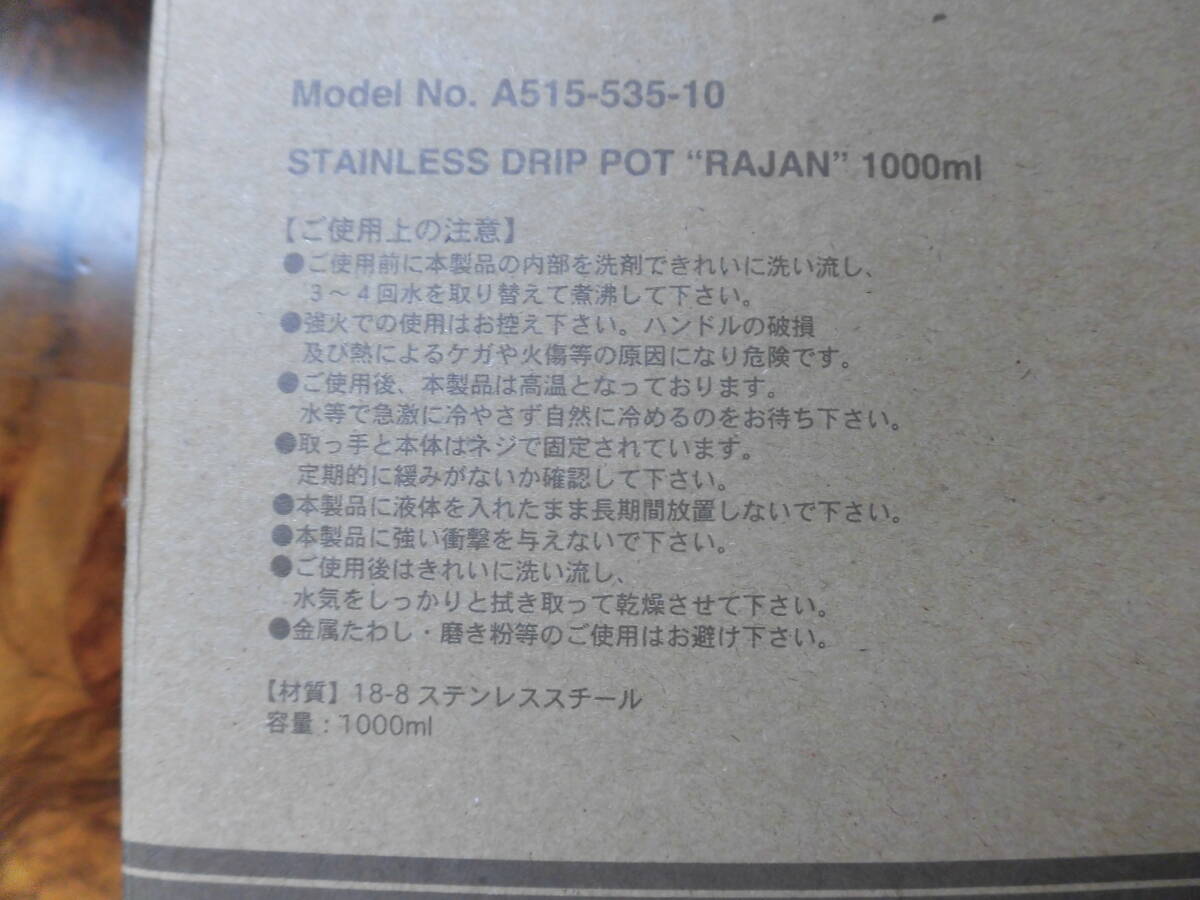 Model No. A515-535-10
STAINLESS DRIP POT “RAJAN” 1000ml
【ご使用上の注意】
●ご使用前に本製品の内部を洗剤できれいに洗い流し、
3～4回水を取り替えて煮沸して下さい。
●強火での使用はお控え下さい。ハンドルの破損
及び熱によるケガや火傷等の原因になり危険です。
●ご使用後、本製品は高温となっております。
水等で急激に冷やさず自然に冷めるのをお待ち下さい。
●取っ手と本体はネジで固定されています。
定期的に緩みがないか確認して下さい。
●本製品に液体を入れたまま長期間放置しないで下さい。
●本製品に強い衝撃を与えないで下さい。
●ご使用後はきれいに洗い流し、
水気をしっかりと拭き取って乾燥させて下さい。
●金属たわし・磨き粉等のご使用はお避け下さい。
【材質】18-8 ステンレススチール
容量：1000ml